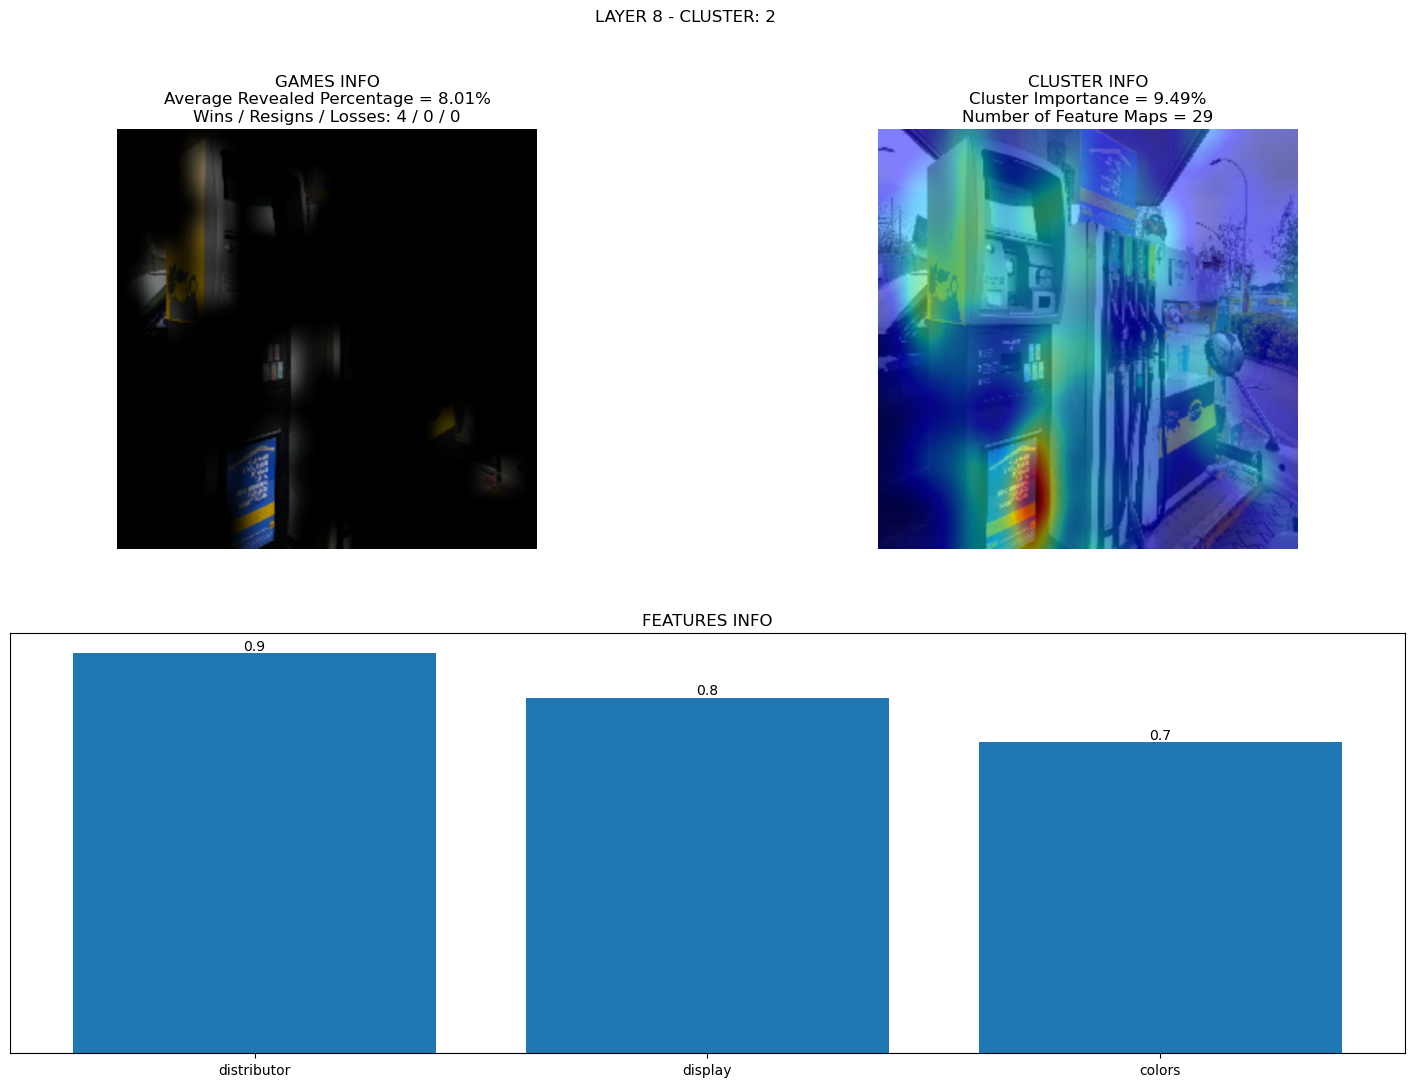 LAYER 8 - CLUSTER: 2
GAMES INFO
Average Revealed Percentage = 8.01%
Wins / Resigns / Losses: 4 / 0 / 0
CLUSTER INFO
Cluster Importance = 9.49%
Number of Feature Maps = 29
FEATURES INFO
0.9
0.8
0.7
distributor
display
colors